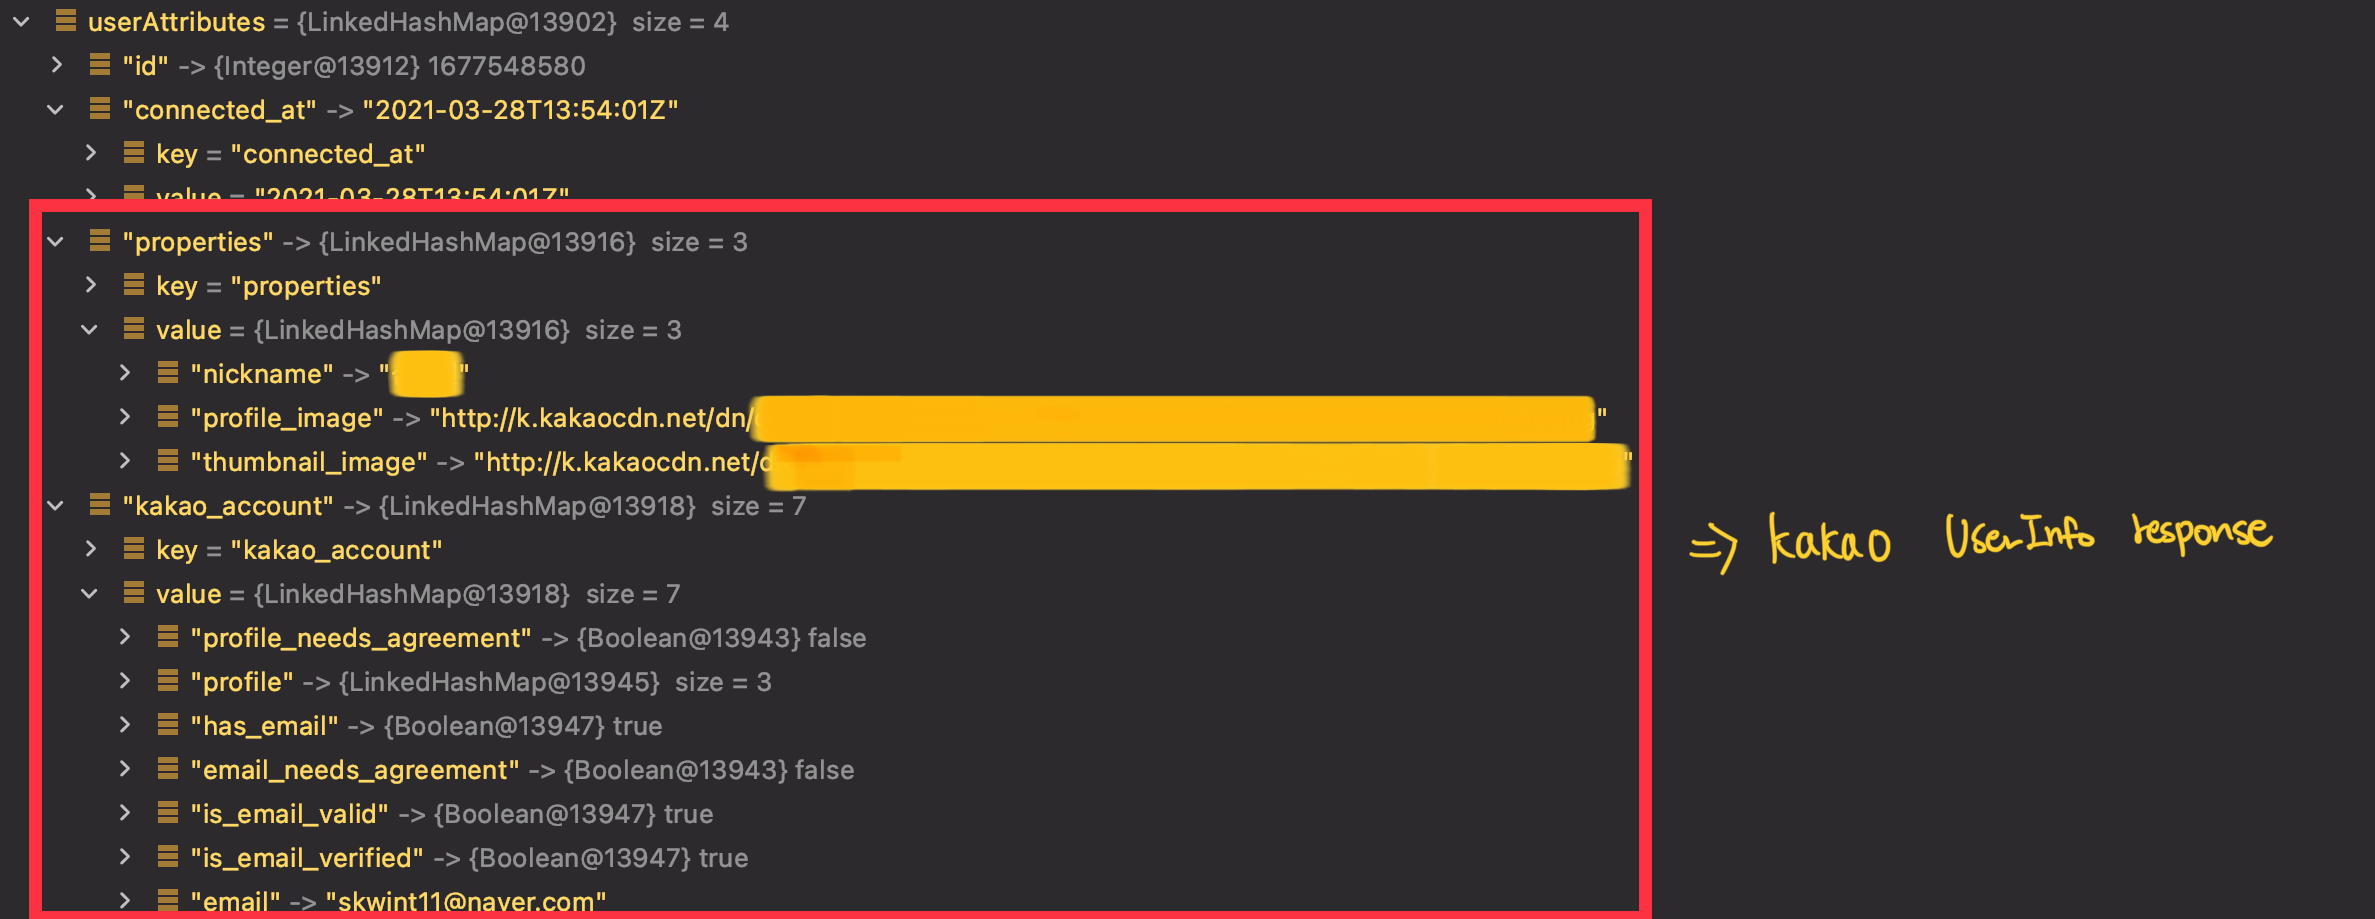 userAttributes = {LinkedHashMap@13902} size = 4
"id" -> {Integer@13912} 1677548580
"connected_at" -> "2021-03-28T13:54:01Z"
key = "connected_at"
value = "2021-03-28T13:54:01Z"
"properties" -> {LinkedHashMap@13916} size = 3
key = "properties"
value = {LinkedHashMap@13916} size = 3
"nickname" -> " "
"profile_image" -> "http://k.kakaocdn.net/dn/ "
"thumbnail_image" -> "http://k.kakaocdn.net/d "
"kakao_account" -> {LinkedHashMap@13918} size = 7
key = "kakao_account"
value = {LinkedHashMap@13918} size = 7
=> kakao UserInfo response
"profile_needs_agreement" -> {Boolean@13943} false
"profile" -> {LinkedHashMap@13945} size = 3
"has_email" -> {Boolean@13947} true
"email_needs_agreement" -> {Boolean@13943} false
"is_email_valid" -> {Boolean@13947} true
"is_email_verified" -> {Boolean@13947} true
"email" -> "skwint11@naver.com"